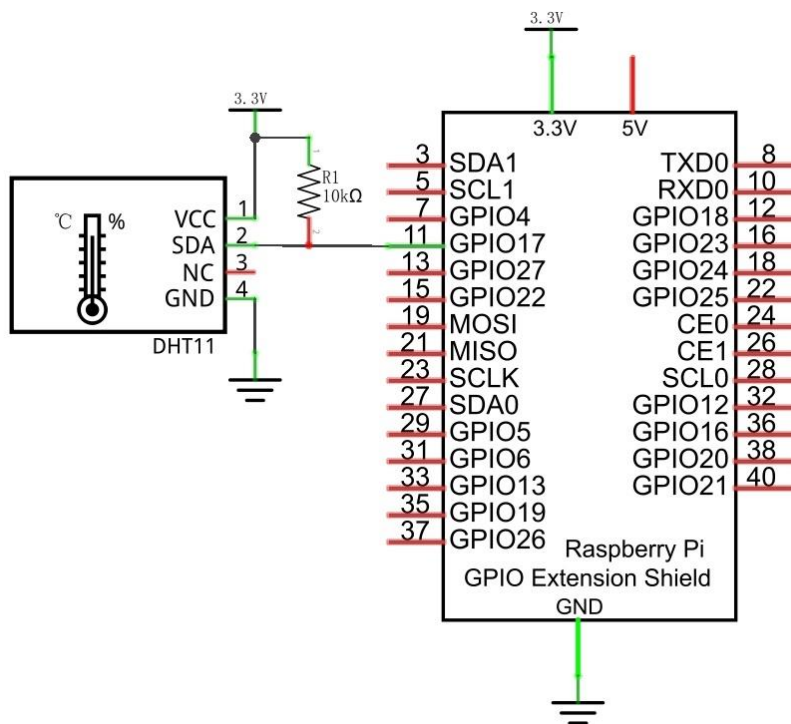 3.3V
3.3V
3.3V 5V
1
R1
10kΩ
2
℃ %
VCC 1
SDA 2
NC 3
GND 4
DHT11
3 SDA1 TXD0 8
5 SCL1 RXD0 10
7 GPIO4 GPIO18 12
11 GPIO17 GPIO23 16
13 GPIO27 GPIO24 18
15 GPIO22 GPIO25 22
19 MOSI CE0 24
21 MISO CE1 26
23 SCLK SCL0 28
27 SDA0 GPIO12 32
29 GPIO5 GPIO16 36
31 GPIO6 GPIO20 38
33 GPIO13 GPIO21 40
35 GPIO19
37 GPIO26
Raspberry Pi
GPIO Extension Shield
GND